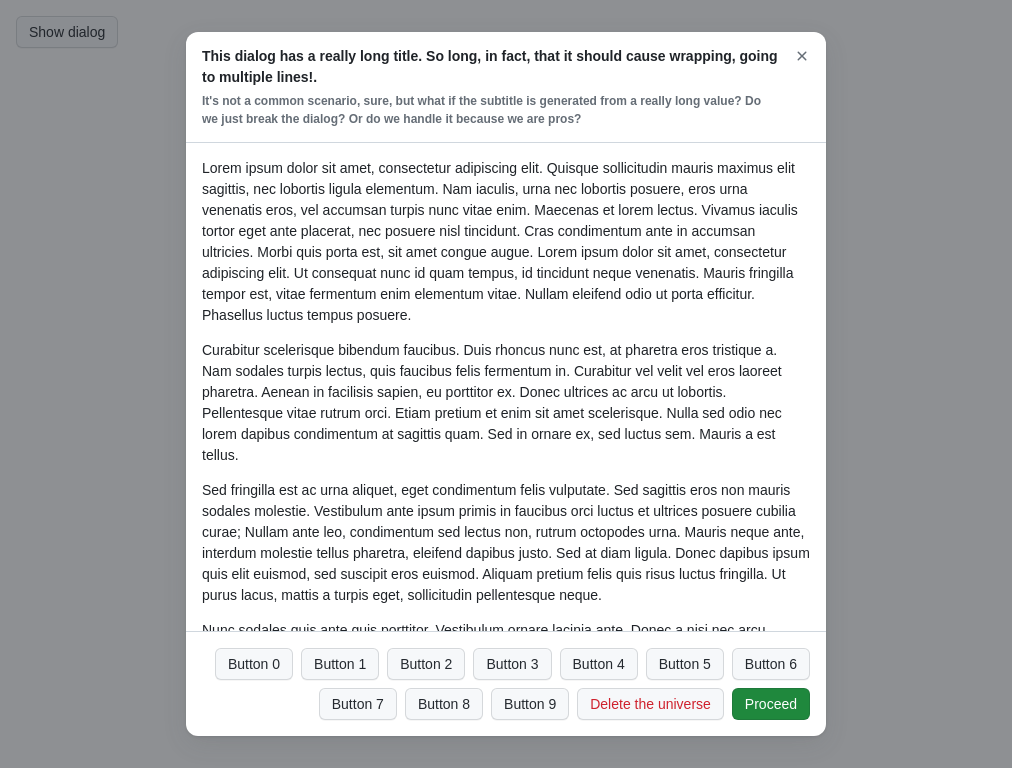 Show dialog
This dialog has a really long title. So long, in fact, that it should cause wrapping, going
to multiple lines!.
It's not a common scenario, sure, but what if the subtitle is generated from a really long value? Do
we just break the dialog? Or do we handle it because we are pros?
Lorem ipsum dolor sit amet, consectetur adipiscing elit. Quisque sollicitudin mauris maximus elit
sagittis, nec lobortis ligula elementum. Nam iaculis, urna nec lobortis posuere, eros urna
venenatis eros, vel accumsan turpis nunc vitae enim. Maecenas et lorem lectus. Vivamus iaculis
tortor eget ante placerat, nec posuere nisl tincidunt. Cras condimentum ante in accumsan
ultricies. Morbi quis porta est, sit amet congue augue. Lorem ipsum dolor sit amet, consectetur
adipiscing elit. Ut consequat nunc id quam tempus, id tincidunt neque venenatis. Mauris fringilla
tempor est, vitae fermentum enim elementum vitae. Nullam eleifend odio ut porta efficitur.
Phasellus luctus tempus posuere.
Curabitur scelerisque bibendum faucibus. Duis rhoncus nunc est, at pharetra eros tristique a.
Nam sodales turpis lectus, quis faucibus felis fermentum in. Curabitur vel velit vel eros laoreet
pharetra. Aenean in facilisis sapien, eu porttitor ex. Donec ultrices ac arcu ut lobortis.
Pellentesque vitae rutrum orci. Etiam pretium et enim sit amet scelerisque. Nulla sed odio nec
lorem dapibus condimentum at sagittis quam. Sed in ornare ex, sed luctus sem. Mauris a est
tellus.
Sed fringilla est ac urna aliquet, eget condimentum felis vulputate. Sed sagittis eros non mauris
sodales molestie. Vestibulum ante ipsum primis in faucibus orci luctus et ultrices posuere cubilia
curae; Nullam ante leo, condimentum sed lectus non, rutrum octopodes urna. Mauris neque ante,
interdum molestie tellus pharetra, eleifend dapibus justo. Sed at diam ligula. Donec dapibus ipsum
quis elit euismod, sed suscipit eros euismod. Aliquam pretium felis quis risus luctus fringilla. Ut
purus lacus, mattis a turpis eget, sollicitudin pellentesque neque.
Nunc sodales quis ante quis porttitor. Vestibulum ornare lacinia ante. Donec a nisi nec arcu
Button 0 Button 1 Button 2 Button 3 Button 4 Button 5 Button 6
Button 7 Button 8 Button 9 Delete the universe Proceed